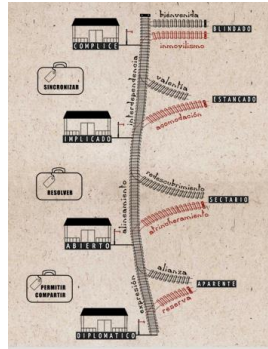 bienvenida
BLINDADO
inmovilismo
CÓMPLICE
interdependencia
valentía
SINCRONIZAR
ESTANCADO
acomodación
IMPLICADO
redescubrimiento
RESOLVER
SECTARIO
alineamiento
atrincheramiento
ABIERTO
alianza
APARENTE
PERMITIR
COMPARTIR
expresión
reserva
DIPLOMÁTICO